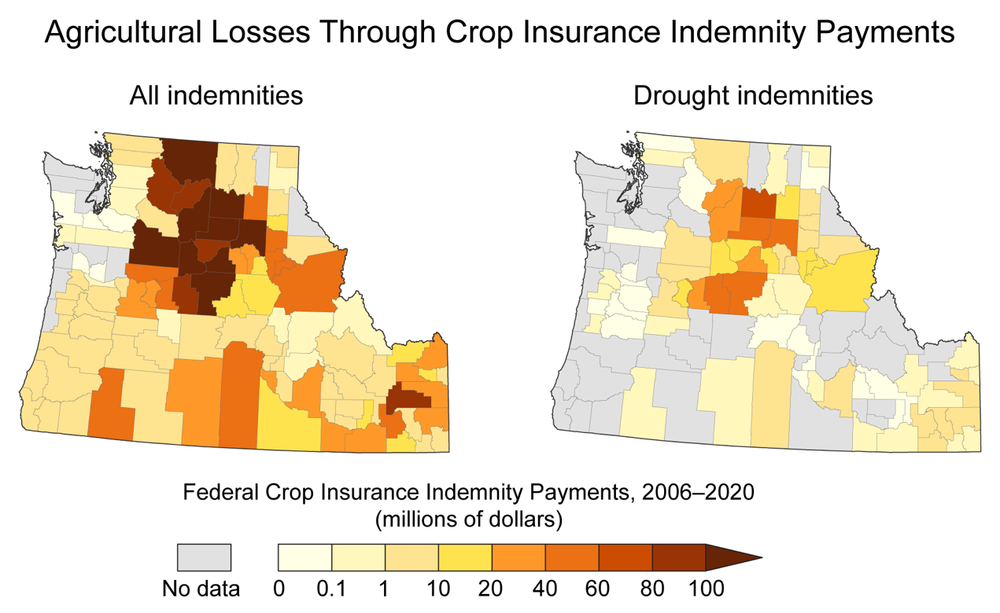 Agricultural Losses Through Crop Insurance Indemnity Payments
All indemnities
Drought indemnities
Federal Crop Insurance Indemnity Payments, 2006–2020
(millions of dollars)
No data 0 0.1 1 10 20 40 60 80 100